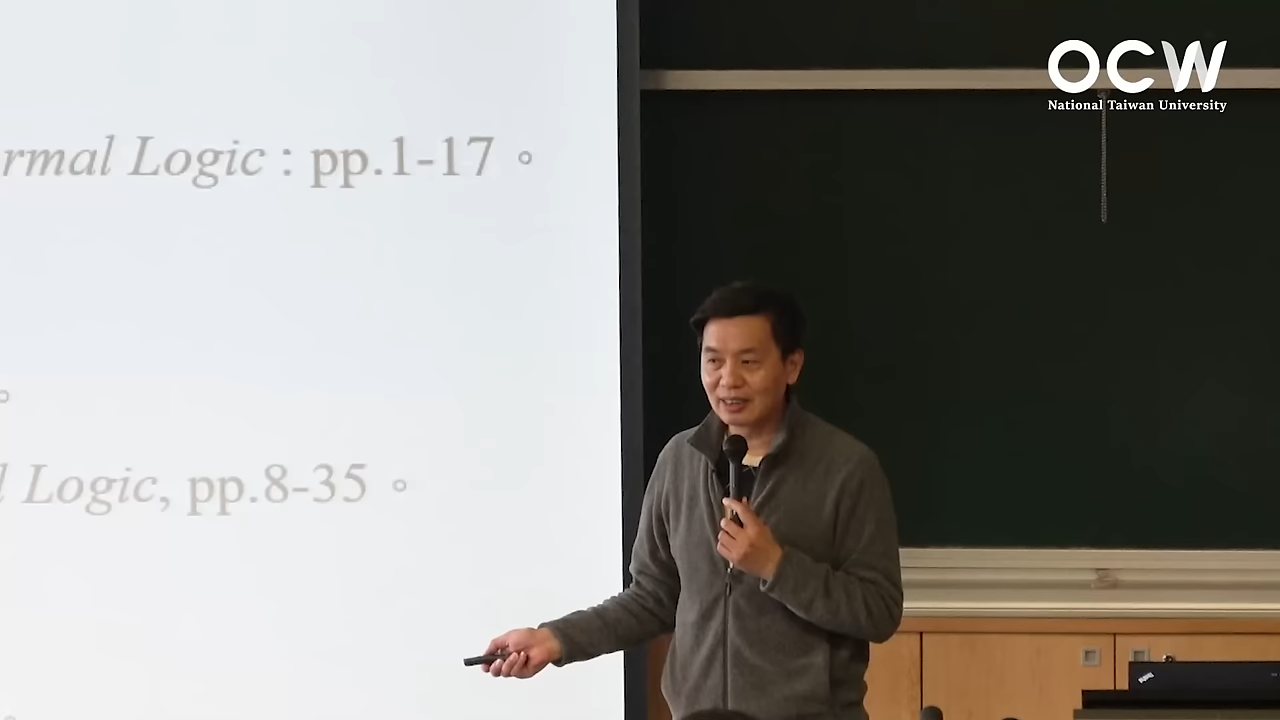 OCW
National Taiwan University
rmal Logic : pp.1-17。
。
l Logic, pp.8-35。